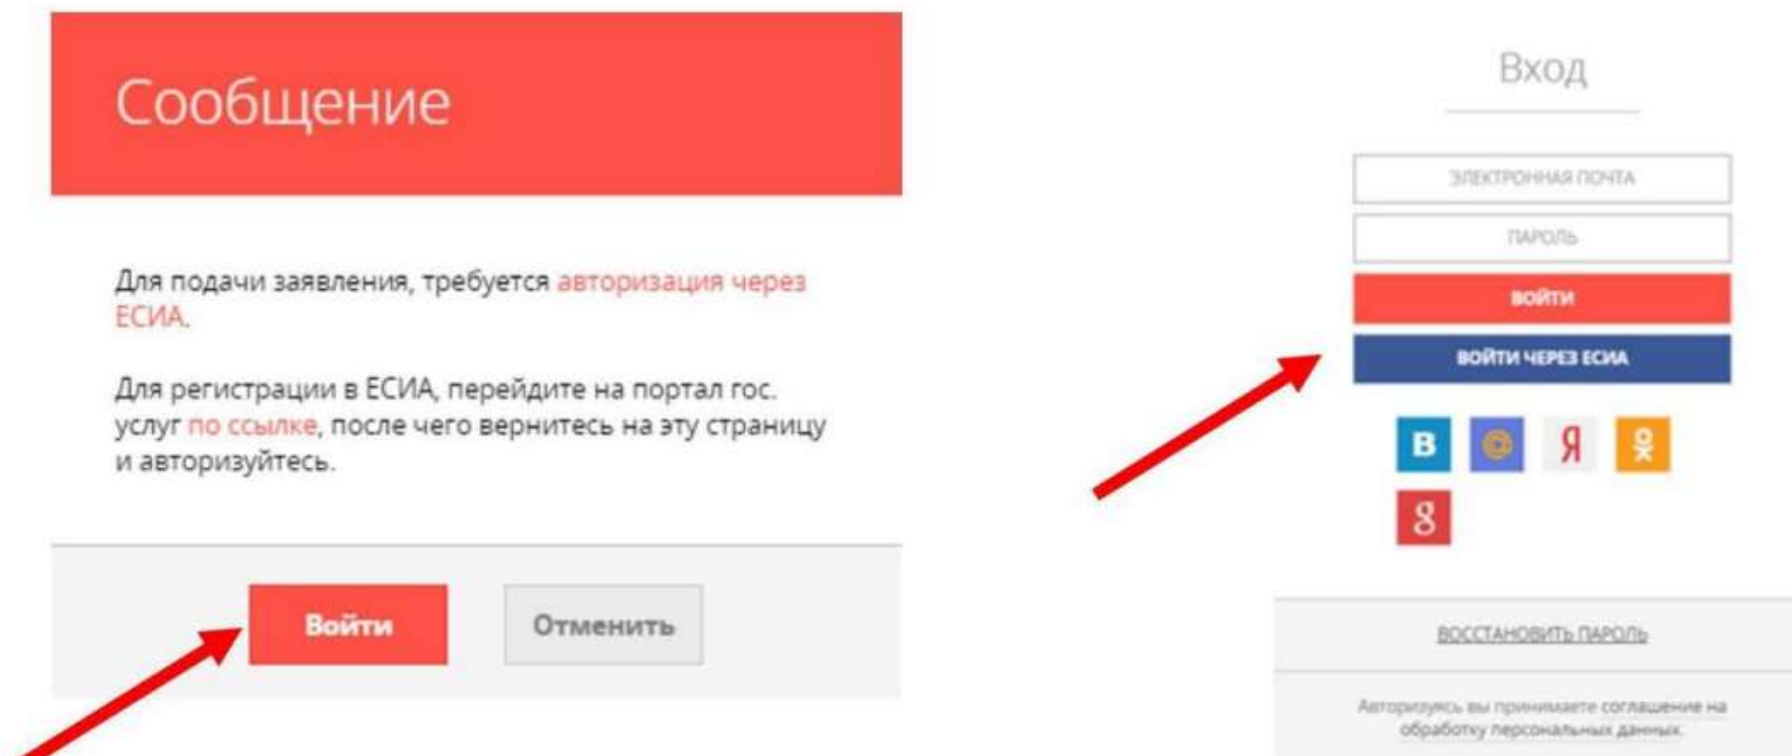 Сообщение
Для подачи заявления, требуется авторизация через
ЕСИА.
Для регистрации в ЕСИА, перейдите на портал гос.
услуг по ссылке, после чего вернитесь на эту страницу
и авторизуйтесь.
Войти
Отменить
Вход
ЭЛЕКТРОННАЯ ПОЧТА
ПАРОЛЬ
ВОЙТИ
ВОЙТИ ЧЕРЕЗ ЕСИА
В @ Я
8
ВОССТАНОВИТЬ ПАРОЛЬ
Авторизуясь вы принимаете соглашение на
обработку персональных данных.